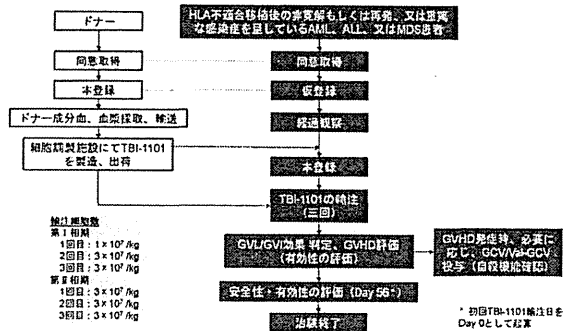 ドナー
同意取得
本登録
ドナー成分血、血漿採取、輸送
細胞調製施設にてTBI-1101
を製造、出荷
HLA不適合移植後の非寛解もしくは再発、又は重篤
な感染症を呈しているAML、ALL、又はMDS患者
同意取得
仮登録
経過観察
本登録
TBI-1101の輸注
(三回)
GVL/GVI効果 判定、GVHD評価
(有効性の評価)
GVHD発症時、必要に
応じ、GCV/Val-GCV
投与（自殺機能確認）
安全性・有効性の評価（Day 56*）
治験終了
輸注細胞数
第Ⅰ相期
1回目：1×10⁷/kg
2回目：3×10⁷/kg
3回目：3×10⁷/kg
第Ⅱ相期
1回目：3×10⁷/kg
2回目：3×10⁷/kg
3回目：3×10⁷/kg
* 初回TBI-1101輸注日を
Day 0として起算